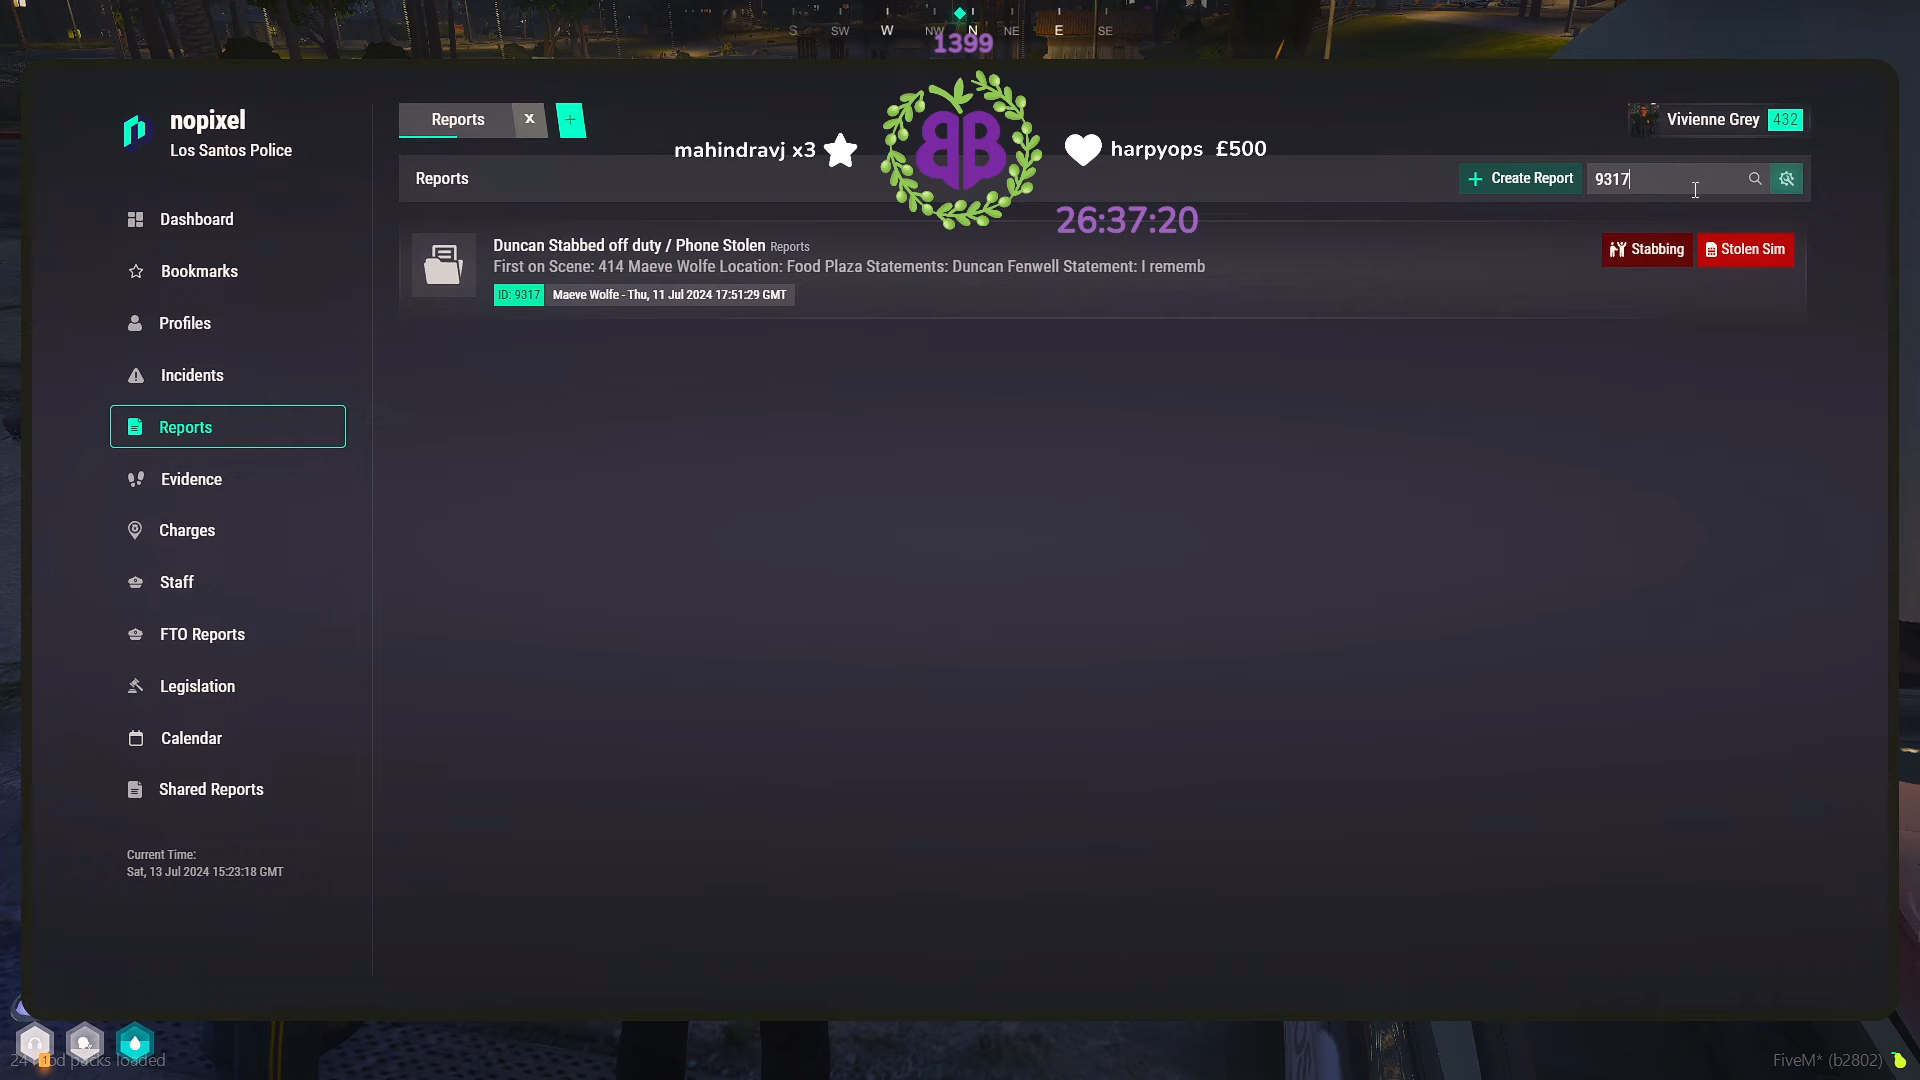 S SW W NW N NE E SE
1399
nopixel
Los Santos Police
Reports x +
mahindravj x3
harpyops £500
Vivienne Grey 432
Reports
+ Create Report
9317
26:37:20
Dashboard
Bookmarks
Profiles
Incidents
Reports
Evidence
Charges
Staff
FTO Reports
Legislation
Calendar
Shared Reports
Duncan Stabbed off duty / Phone Stolen Reports
First on Scene: 414 Maeve Wolfe Location: Food Plaza Statements: Duncan Fenwell Statement: I rememb
ID: 9317 Maeve Wolfe - Thu, 11 Jul 2024 17:51:29 GMT
Stabbing
Stolen Sim
Current Time:
Sat, 13 Jul 2024 15:23:18 GMT
1
packs loaded
FiveM* (b2802)